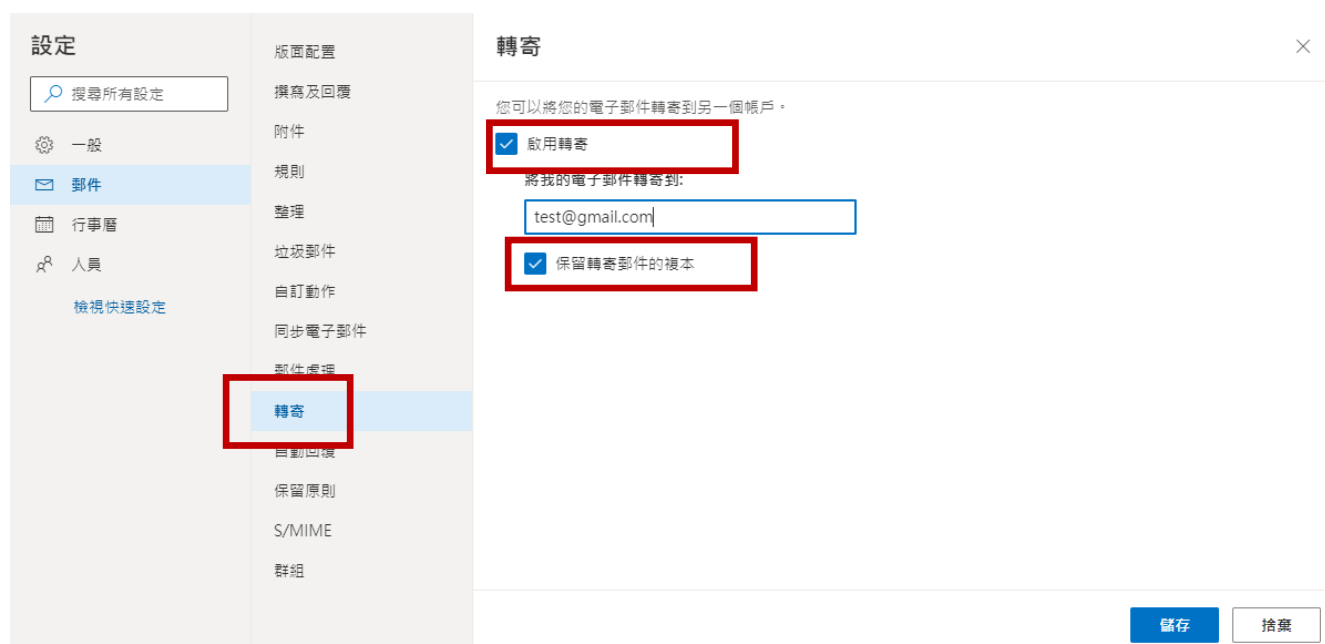 設定
搜尋所有設定
一般
郵件
行事曆
人員
檢視快速設定
版面配置
撰寫及回覆
附件
規則
整理
垃圾郵件
自訂動作
同步電子郵件
郵件處理
轉寄
自動回覆
保留原則
S/MIME
群組
轉寄
您可以將您的電子郵件轉寄到另一個帳戶。
啟用轉寄
將我的電子郵件轉寄到:
test@gmail.com
保留轉寄郵件的複本
儲存
捨棄